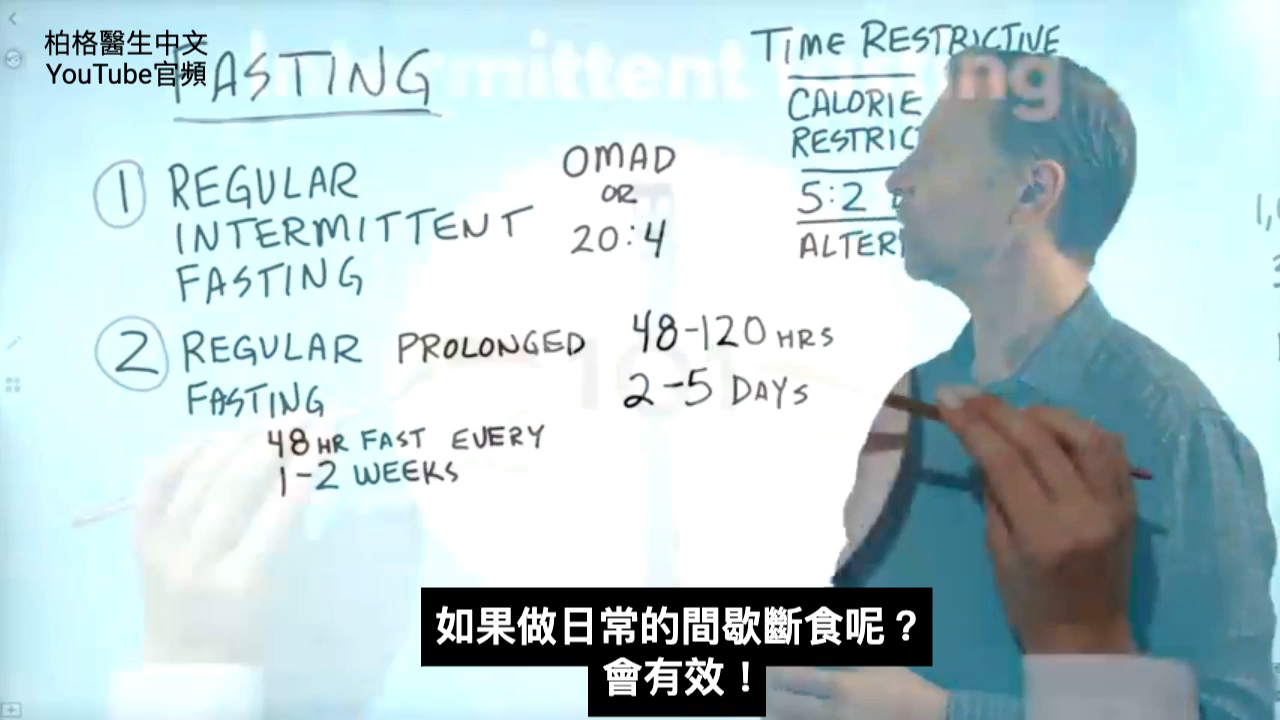 柏格醫生中文
YouTube官頻
FASTING
① REGULAR
INTERMITTENT
FASTING
OMAD
OR
20:4
② REGULAR PROLONGED
FASTING
48-120 HRS
2-5 DAYS
48 HR FAST EVERY
1-2 WEEKS
TIME RESTRICTIVE
CALORIE
RESTRIC
5:2
ALTER
如果做日常的間歇斷食呢？
會有效！